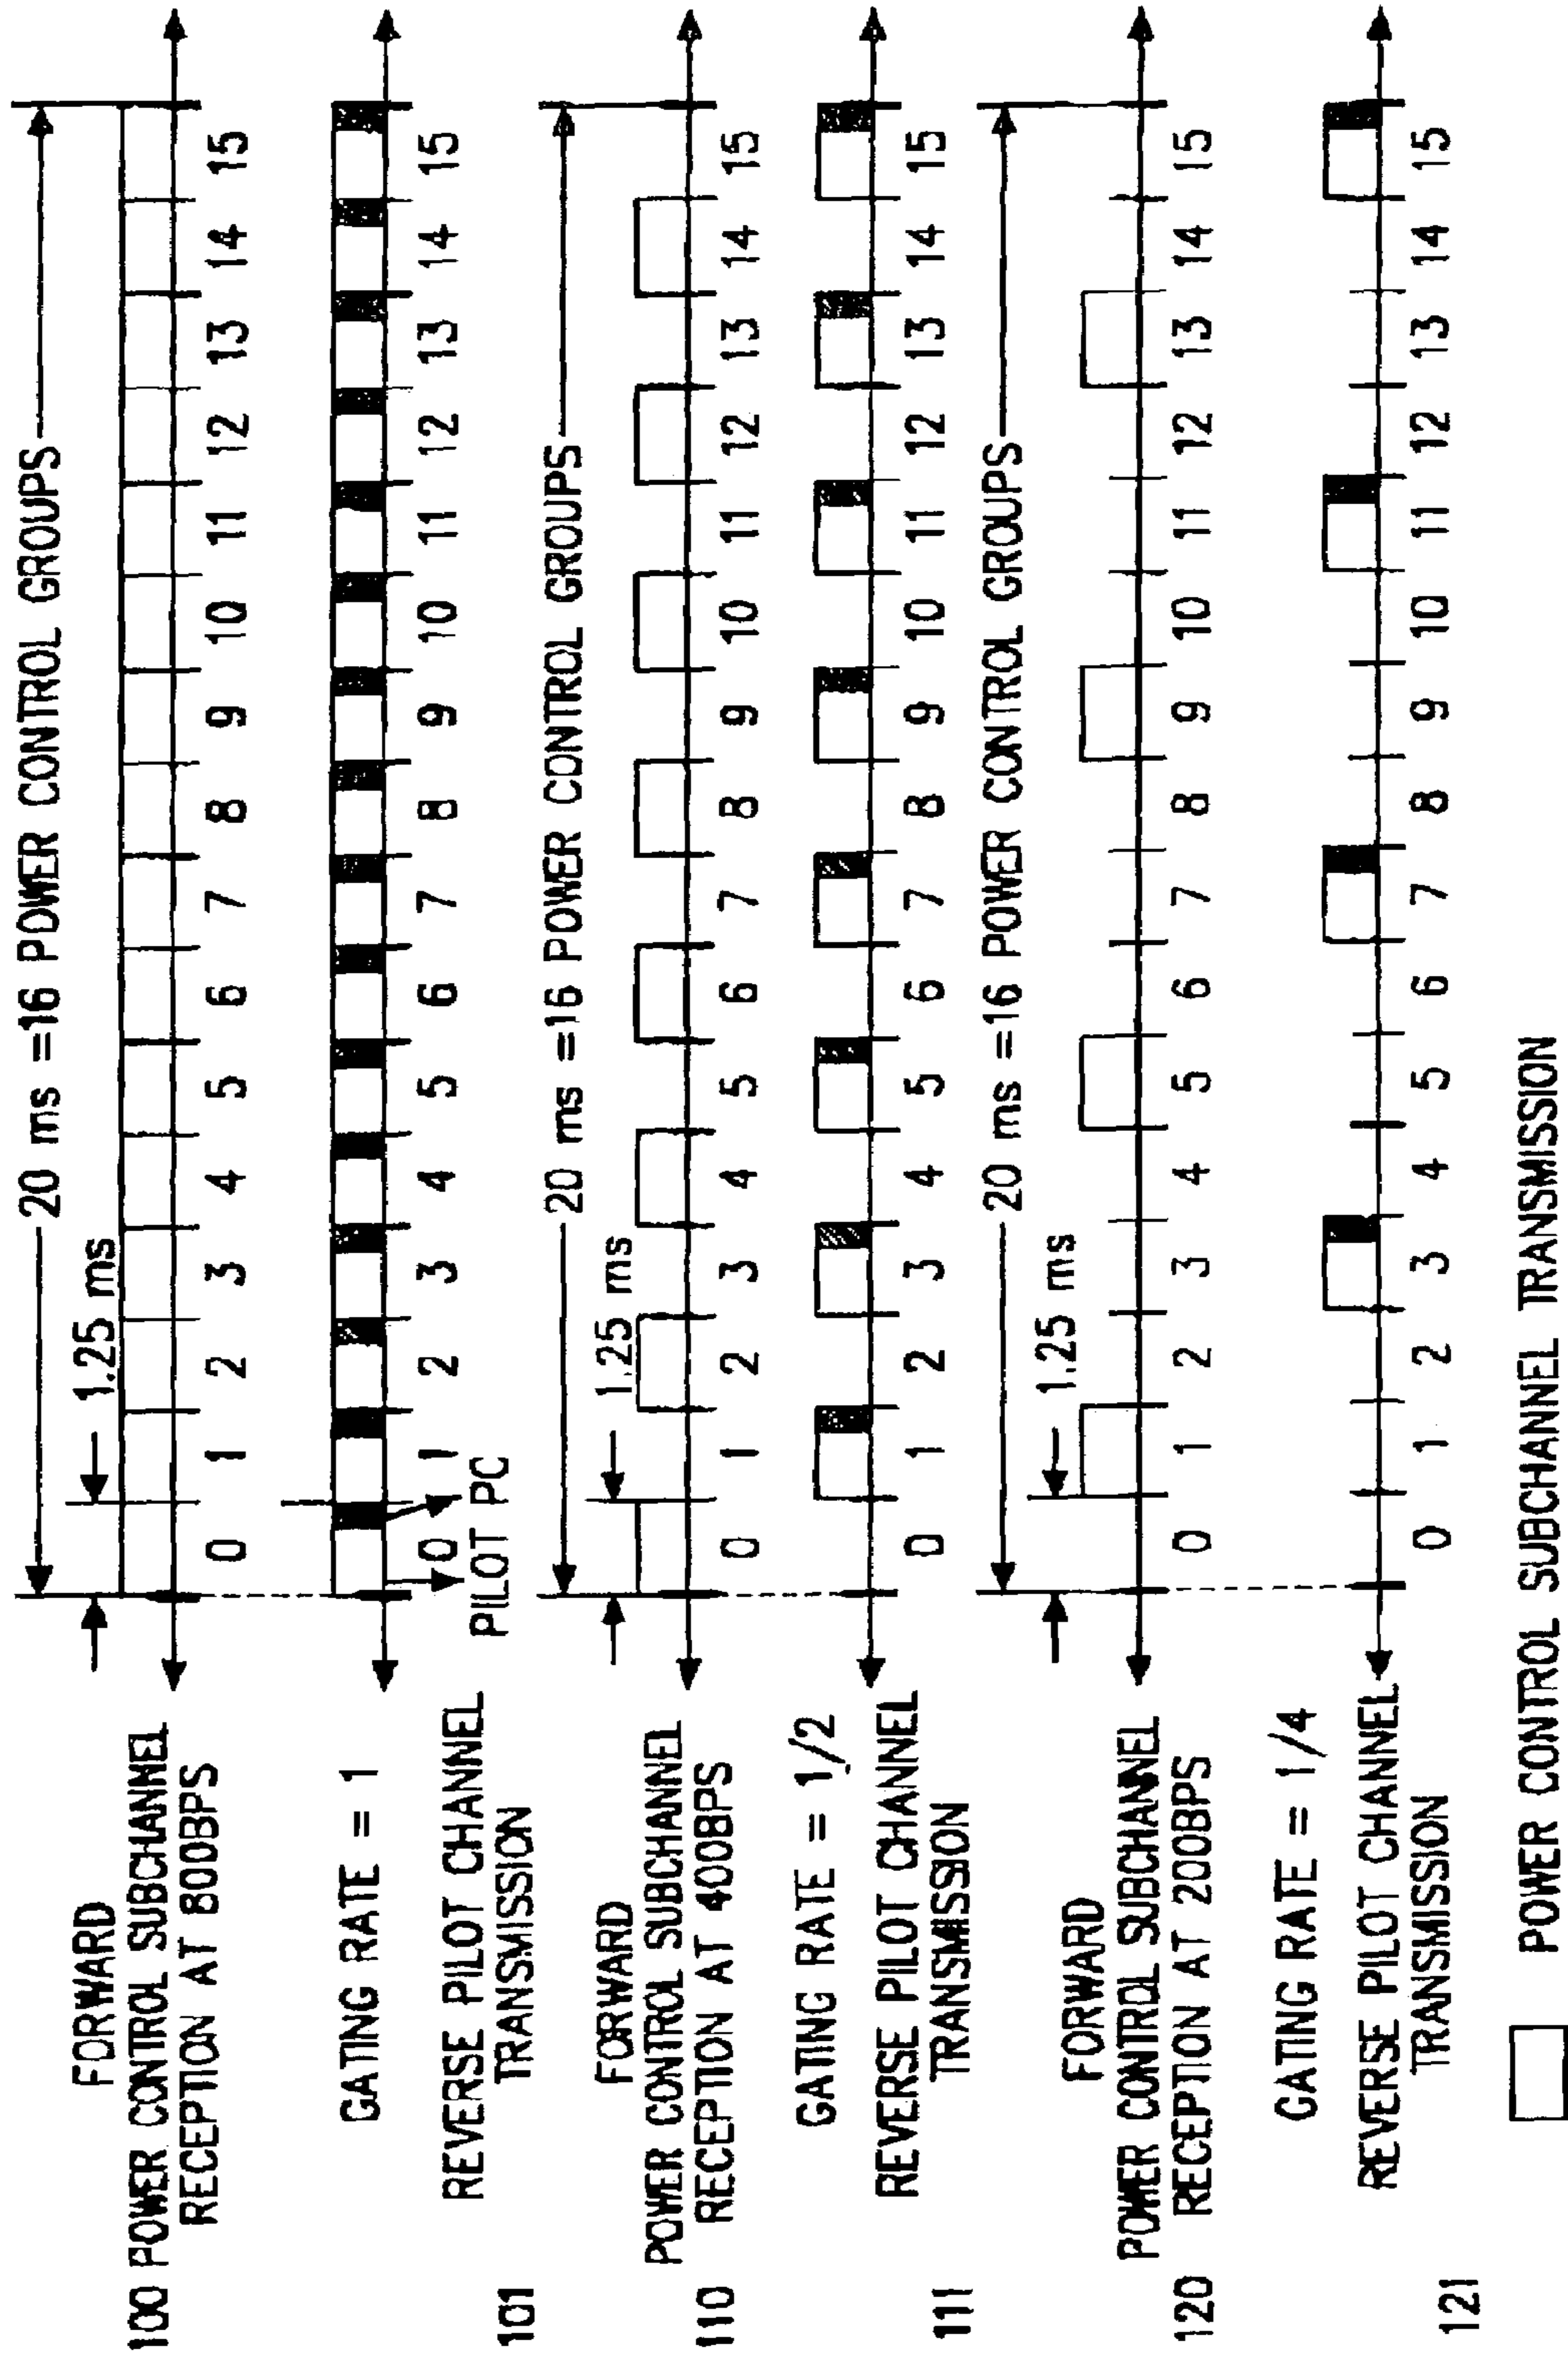 20 ms =16 POWER CONTROL GROUPS
1.25 ms
FORWARD
100 POWER CONTROL SUBCHANNEL
RECEPTION AT 800BPS
0 1 2 3 4 5 6 7 8 9 10 11 12 13 14 15
GATING RATE = 1
101 REVERSE PILOT CHANNEL
TRANSMISSION
0 1 2 3 4 5 6 7 8 9 10 11 12 13 14 15
PILOT PC
20 ms =16 POWER CONTROL GROUPS
1.25 ms
FORWARD
POWER CONTROL SUBCHANNEL
110 RECEPTION AT 400BPS
0 1 2 3 4 5 6 7 8 9 10 11 12 13 14 15
GATING RATE = 1/2
REVERSE PILOT CHANNEL
111 TRANSMISSION
0 1 2 3 4 5 6 7 8 9 10 11 12 13 14 15
20 ms =16 POWER CONTROL GROUPS
1.25 ms
FORWARD
POWER CONTROL SUBCHANNEL
120 RECEPTION AT 200BPS
0 1 2 3 4 5 6 7 8 9 10 11 12 13 14 15
GATING RATE = 1/4
REVERSE PILOT CHANNEL
121 TRANSMISSION
0 1 2 3 4 5 6 7 8 9 10 11 12 13 14 15
POWER CONTROL SUBCHANNEL TRANSMISSION